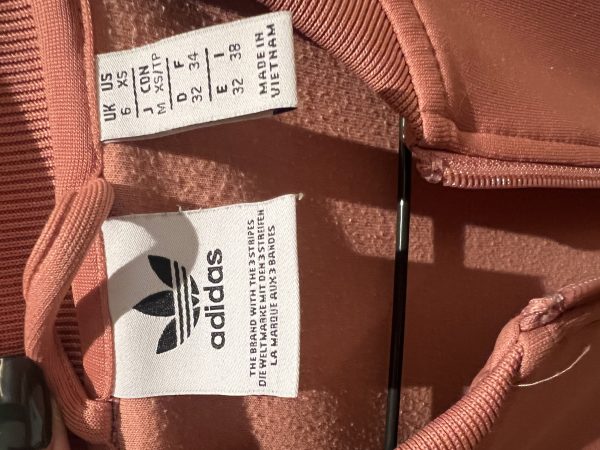 UK US
6 XS
J CON
M XS/TP
D F
32 34
E I
32 38
MADE IN
VIETNAM
adidas
THE BRAND WITH THE 3 STRIPES
DIE WELTMARKE MIT DEN 3 STREIFEN
LA MARQUE AUX 3 BANDES